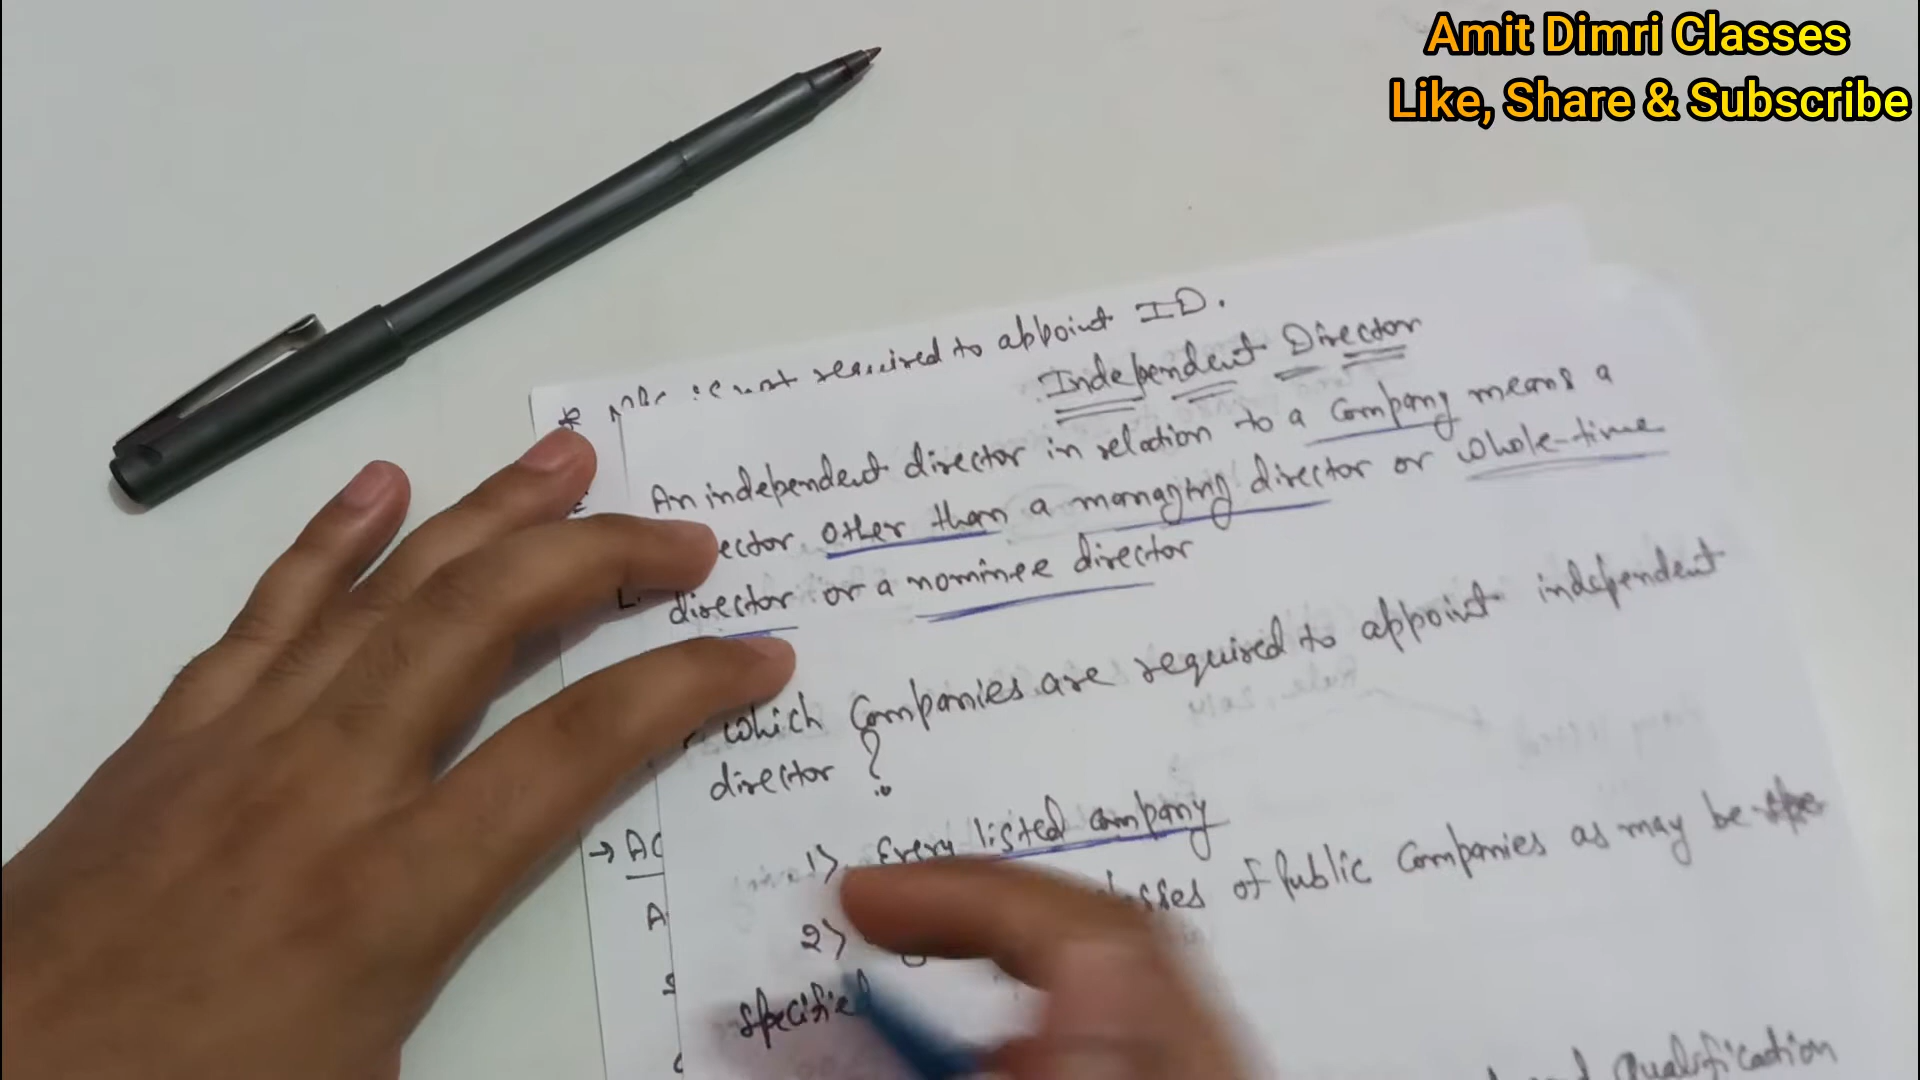 Amit Dimri Classes
Like, Share & Subscribe
required to appoint ID.
Independent Director
An independent director in relation to a company means a
ector other than a managing director or whole-time
director or a nominee director
which Companies are required to appoint independent
director ?
1) Every listed company
2) of Public Companies as may be
specified
Qualification